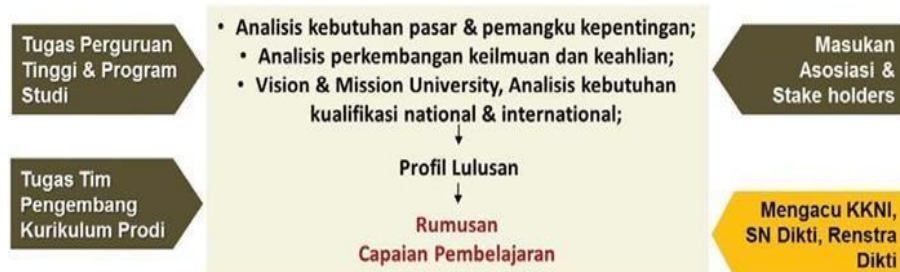 Tugas Perguruan
Tinggi & Program
Studi
• Analisis kebutuhan pasar & pemangku kepentingan;
• Analisis perkembangan keilmuan dan keahlian;
• Vision & Mission University, Analisis kebutuhan
kualifikasi national & international;
Masukan
Asosiasi &
Stake holders
Tugas Tim
Pengembang
Kurikulum Prodi
Profil Lulusan
Rumusan
Capaian Pembelajaran
Mengacu KKNI,
SN Dikti, Renstra
Dikti